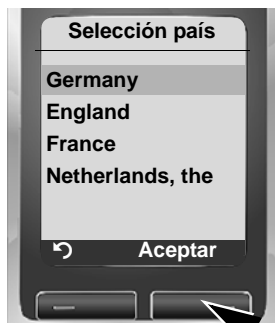 Selección país
Germany
England
France
Netherlands, the
Aceptar